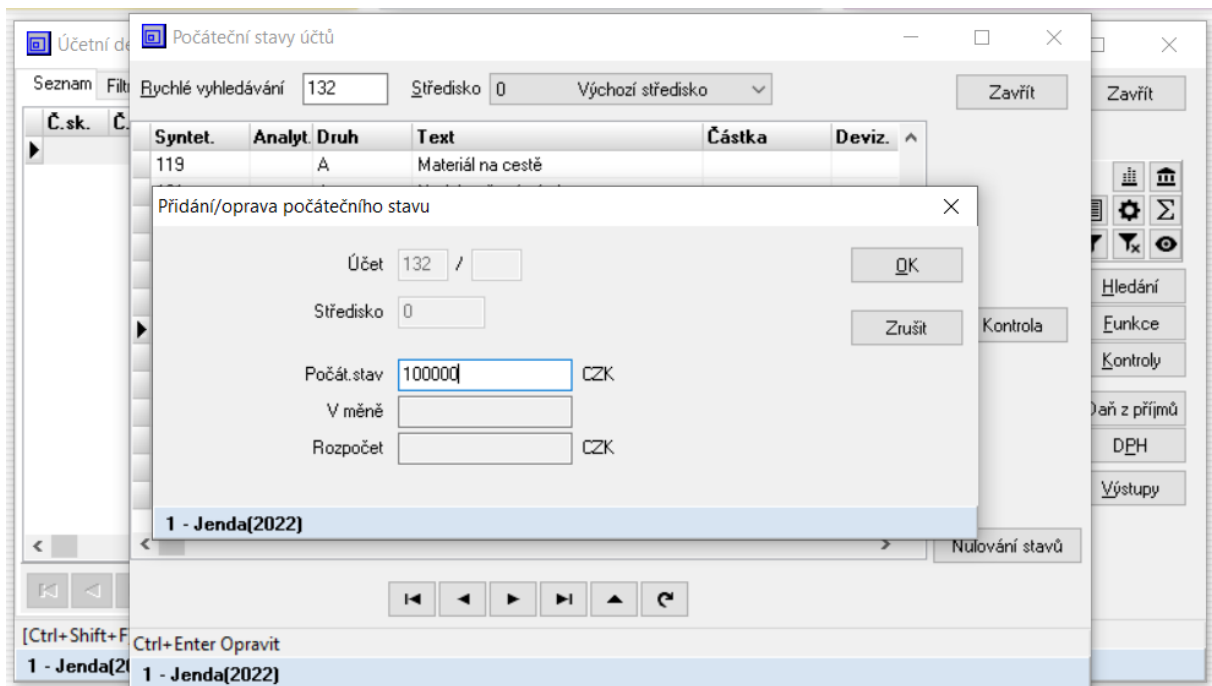 Účetní de
Počáteční stavy účtů
Seznam Filtr
Rychlé vyhledávání 132 Středisko 0 Výchozí středisko Zavřít Zavřít
Č.sk. Č.
Syntet. Analyt. Druh Text Částka Deviz.
119 A Materiál na cestě
Přidání/oprava počátečního stavu
Účet 132 / OK
Středisko 0
Zrušit Kontrola
Počát.stav 100000 CZK
V měně
Rozpočet CZK
1 - Jenda(2022)
Hledání
Funkce
Kontroly
Daň z příjmů
DPH
Výstupy
Nulování stavů
[Ctrl+Shift+F
Ctrl+Enter Opravit
1 - Jenda(20
1 - Jenda(2022)